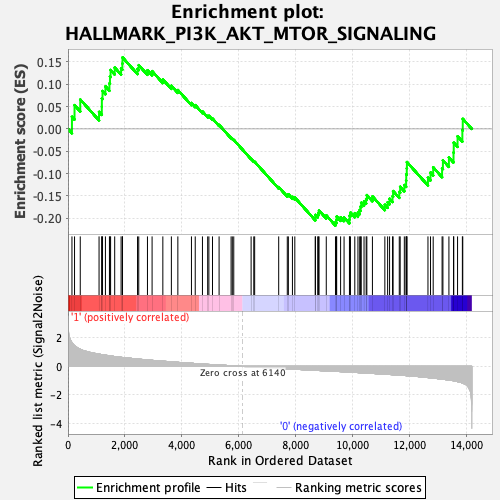 Enrichment plot:
HALLMARK_PI3K_AKT_MTOR_SIGNALING
Enrichment score (ES)
0.15
0.10
0.05
0.00
-0.05
-0.10
-0.15
-0.20
'1' (positively correlated)
Ranked list metric (Signal2Noise)
2
0
-2
-4
Zero cross at 6140
'0' (negatively correlated)
0
2,000
4,000
6,000
8,000
10,000
12,000
14,000
Rank in Ordered Dataset
Enrichment profile
Hits
Ranking metric scores